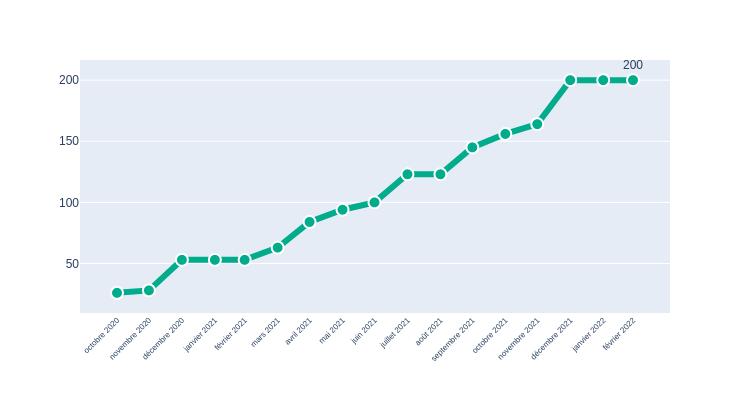 200
200
150
100
50
octobre 2020
novembre 2020
décembre 2020
janvier 2021
février 2021
mars 2021
avril 2021
mai 2021
juin 2021
juillet 2021
août 2021
septembre 2021
octobre 2021
novembre 2021
décembre 2021
janvier 2022
février 2022